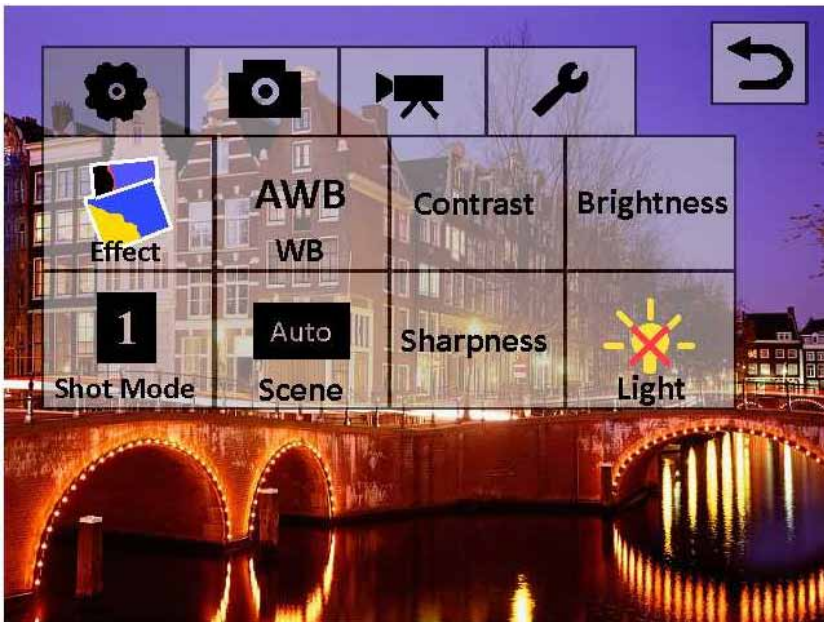 AWB
Contrast
Brightness
Effect
WB
1
Auto
Sharpness
Shot Mode
Scene
Light